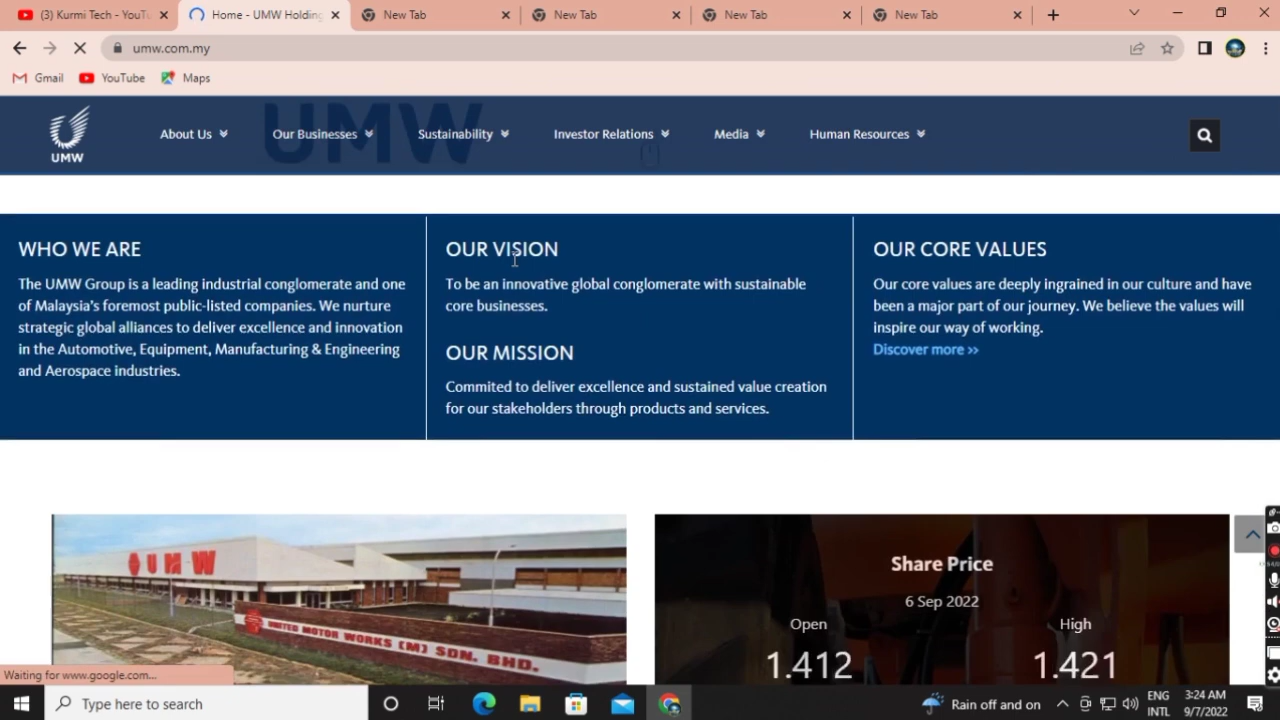 (3) Kurmi Tech - YouTu
Home - UMW Holding
New Tab
New Tab
New Tab
New Tab
umw.com.my
Gmail
YouTube
Maps
UMW
UMW
About Us
Our Businesses
Sustainability
Investor Relations
Media
Human Resources
WHO WE ARE
The UMW Group is a leading industrial conglomerate and one
of Malaysia's foremost public-listed companies. We nurture
strategic global alliances to deliver excellence and innovation
in the Automotive, Equipment, Manufacturing & Engineering
and Aerospace industries.
OUR VISION
To be an innovative global conglomerate with sustainable
core businesses.
OUR MISSION
Commited to deliver excellence and sustained value creation
for our stakeholders through products and services.
OUR CORE VALUES
Our core values are deeply ingrained in our culture and have
been a major part of our journey. We believe the values will
inspire our way of working.
Discover more >>
UMW
UNITED MOTOR WORKS (M) SDN. BHD.
Share Price
6 Sep 2022
Open
High
1.412
1.421
Waiting for www.google.com...
Type here to search
Rain off and on
ENG
INTL
3:24 AM
9/7/2022